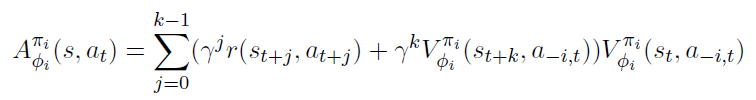 $A^{\pi_i}_{\phi_i}(s, a_t) = \sum_{j=0}^{k-1} (\gamma^j r(s_{t+j}, a_{t+j}) + \gamma^k V^{\pi_i}_{\phi_i}(s_{t+k}, a_{-i,t})) V^{\pi_i}_{\phi_i}(s_t, a_{-i,t})$